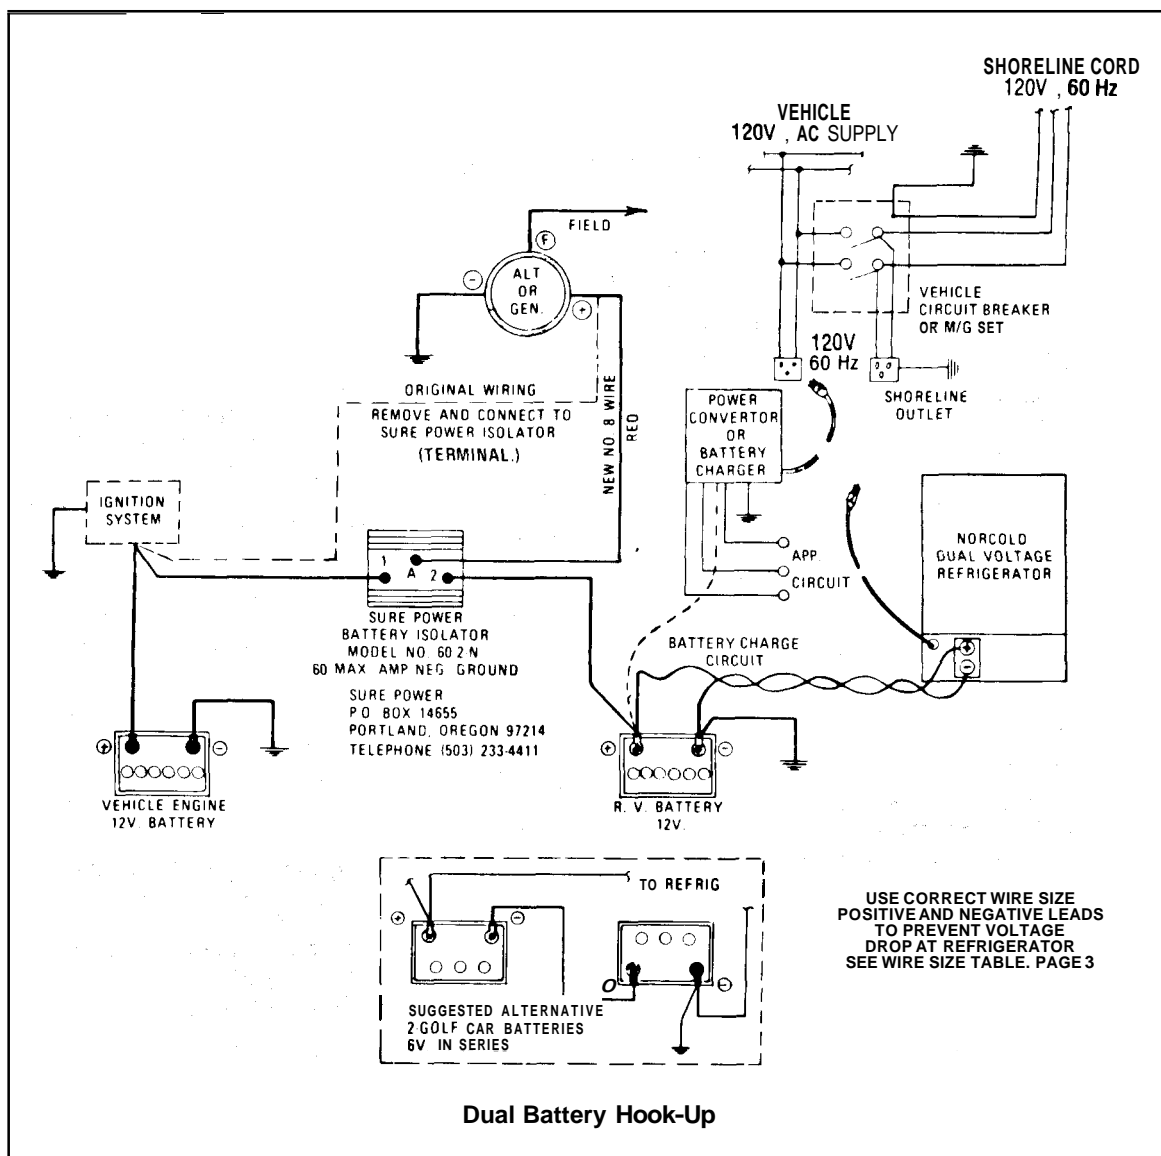 SHORELINE CORD
120V , 60 Hz
VEHICLE
120V , AC SUPPLY
FIELD
F
−
ALT
OR
GEN.
+
VEHICLE
CIRCUIT BREAKER
OR M/G SET
120V
60 Hz
SHORELINE
OUTLET
ORIGINAL WIRING
REMOVE AND CONNECT TO
SURE POWER ISOLATOR
(TERMINAL.)
NEW NO. 8 WIRE
RED
POWER
CONVERTOR
OR
BATTERY
CHARGER
IGNITION
SYSTEM
NORCOLD
DUAL VOLTAGE
REFRIGERATOR
APP.
CIRCUIT
1
A
2
SURE POWER
BATTERY ISOLATOR
MODEL NO. 60 2-N
60 MAX AMP NEG GROUND
SURE POWER
P O BOX 14655
PORTLAND, OREGON 97214
TELEPHONE (503) 233-4411
BATTERY CHARGE
CIRCUIT
+
−
+
−
VEHICLE ENGINE
12V. BATTERY
+
−
R. V. BATTERY
12V.
TO REFRIG
+
−
O
−
SUGGESTED ALTERNATIVE
2-GOLF CAR BATTERIES
6V IN SERIES
USE CORRECT WIRE SIZE
POSITIVE AND NEGATIVE LEADS
TO PREVENT VOLTAGE
DROP AT REFRIGERATOR
SEE WIRE SIZE TABLE. PAGE 3
Dual Battery Hook-Up